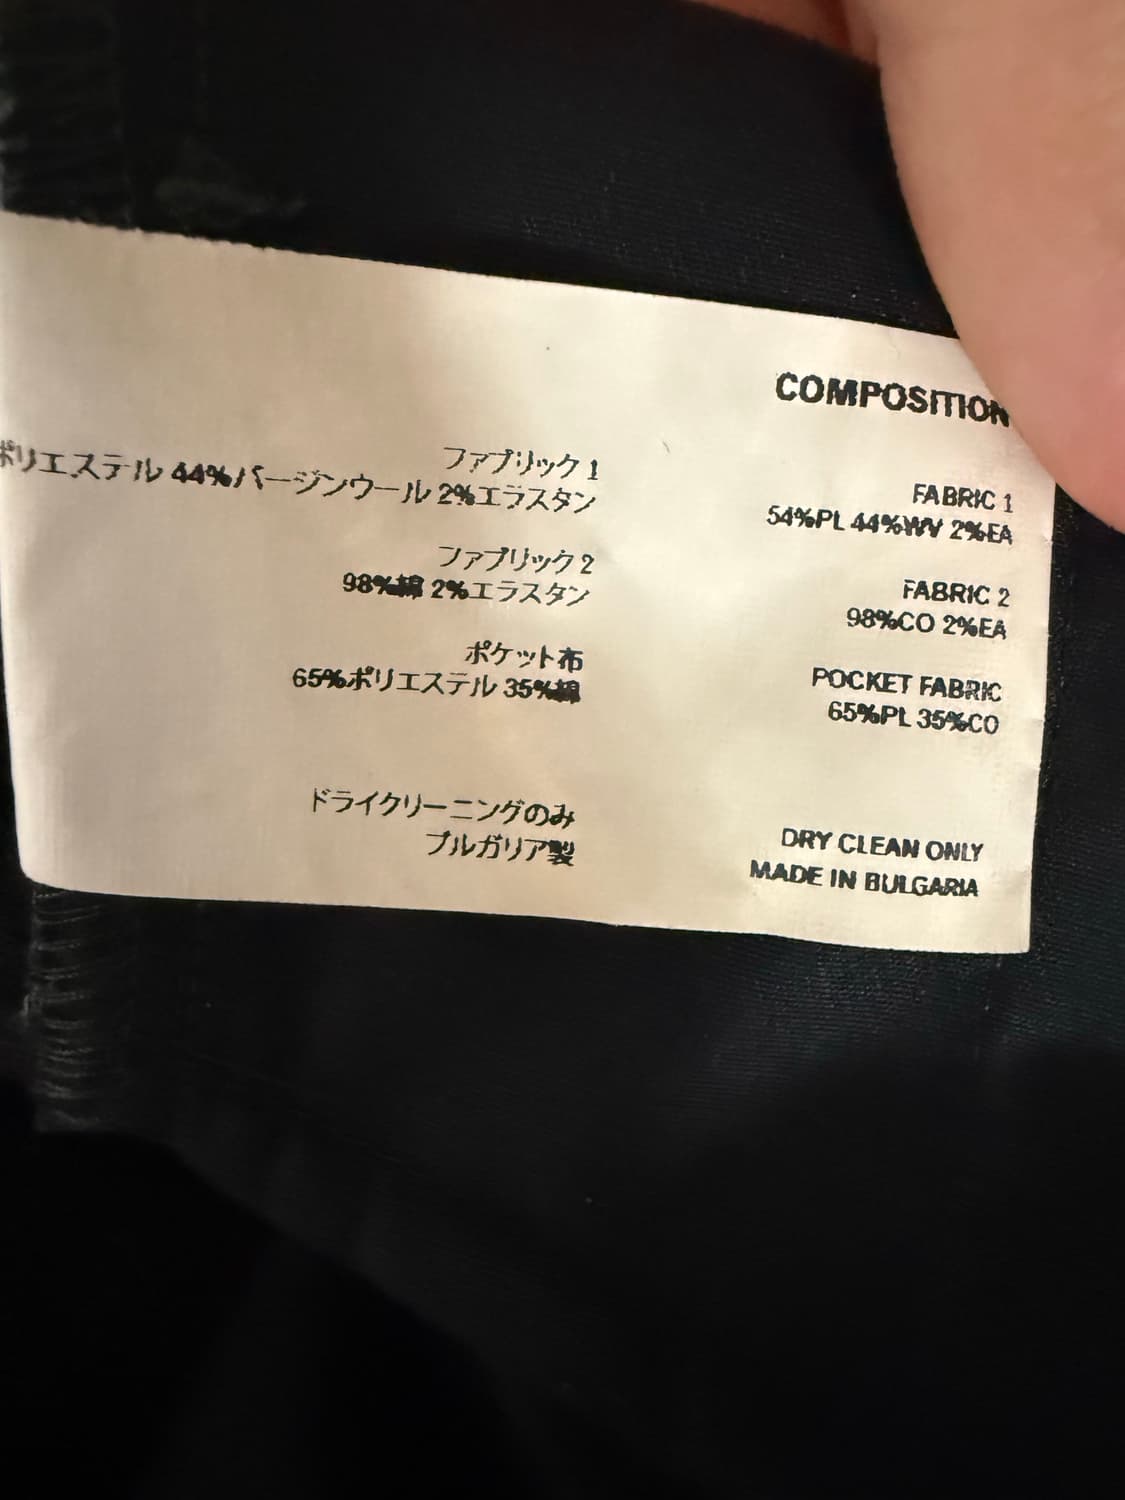 COMPOSITION
ファブリック 1
ポリエステル 44%バージンウール 2%エラスタン
ファブリック 2
98%綿 2%エラスタン
ポケット布
65%ポリエステル 35%綿
ドライクリーニングのみ
ブルガリア製
FABRIC 1
54%PL 44%WV 2%EA
FABRIC 2
98%CO 2%EA
POCKET FABRIC
65%PL 35%CO
DRY CLEAN ONLY
MADE IN BULGARIA